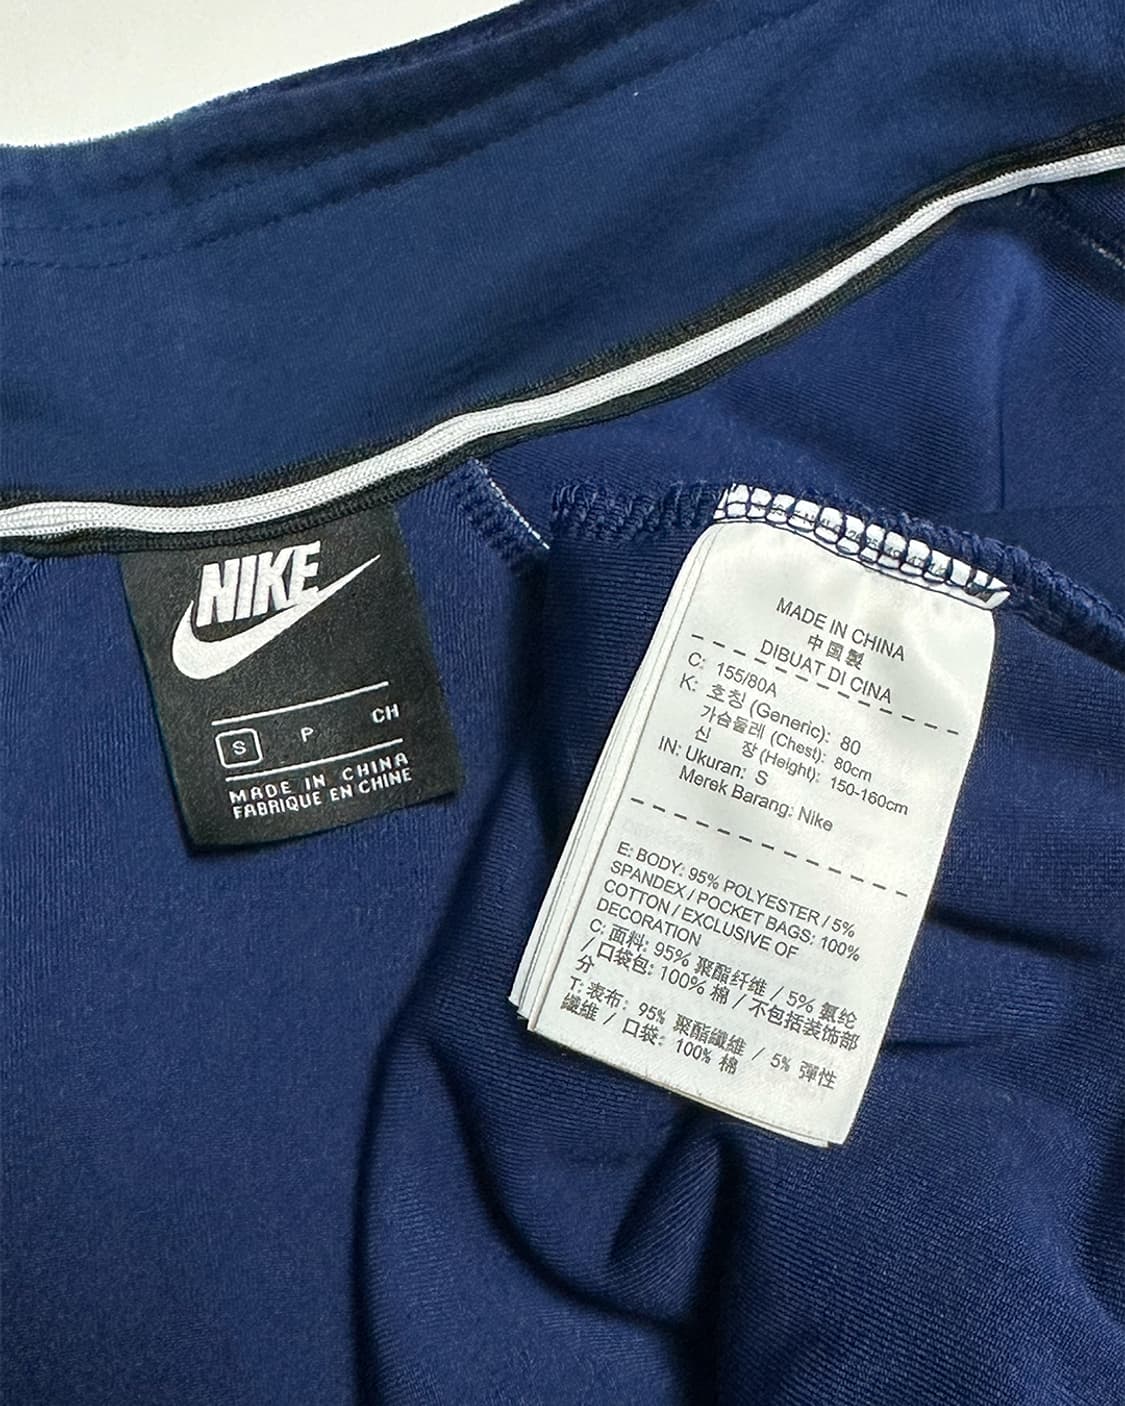 NIKE
CH
S P
MADE IN CHINA
FABRIQUE EN CHINE
MADE IN CHINA
中国製
DIBUAT DI CINA
C: 155/80A
K: 호칭 (Generic): 80
가슴둘레 (Chest): 80cm
신 장 (Height): 150-160cm
IN: Ukuran: S
Merek Barang: Nike
E: BODY: 95% POLYESTER / 5%
SPANDEX / POCKET BAGS: 100%
COTTON / EXCLUSIVE OF
DECORATION
C: 面料: 95% 聚酯纤维 / 5% 氨纶
/ 口袋包: 100% 棉 / 不包括装饰部
分
T: 表布: 95% 聚酯纖維 / 5% 彈性
纖維 / 口袋: 100% 棉